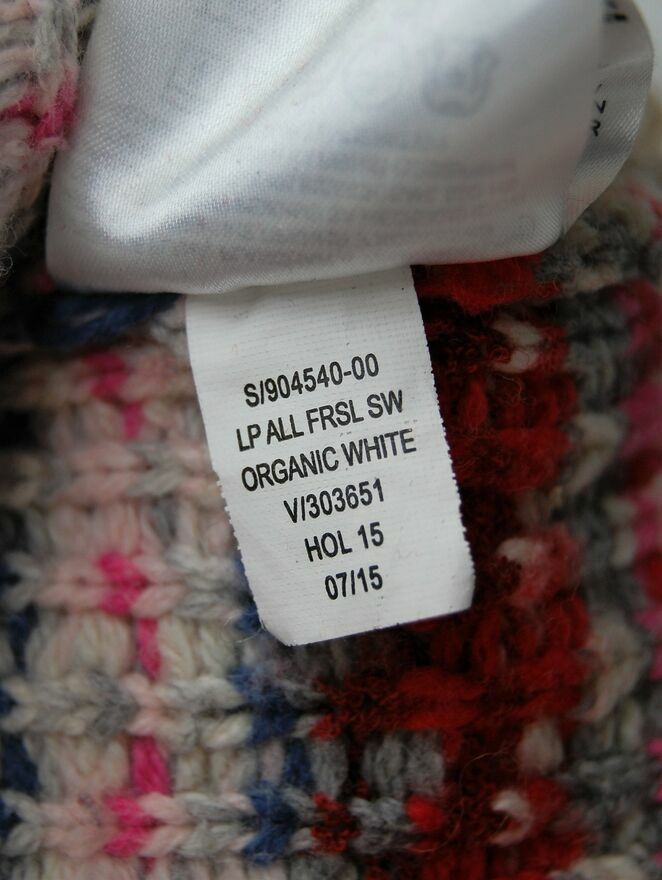 S/904540-00
LP ALL FRSL SW
ORGANIC WHITE
V/303651
HOL 15
07/15